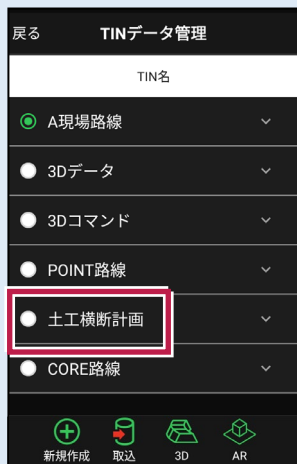 戻る TINデータ管理
TIN名
A現場路線
3Dデータ
3Dコマンド
POINT路線
土工横断計画
CORE路線
新規作成 取込 3D AR